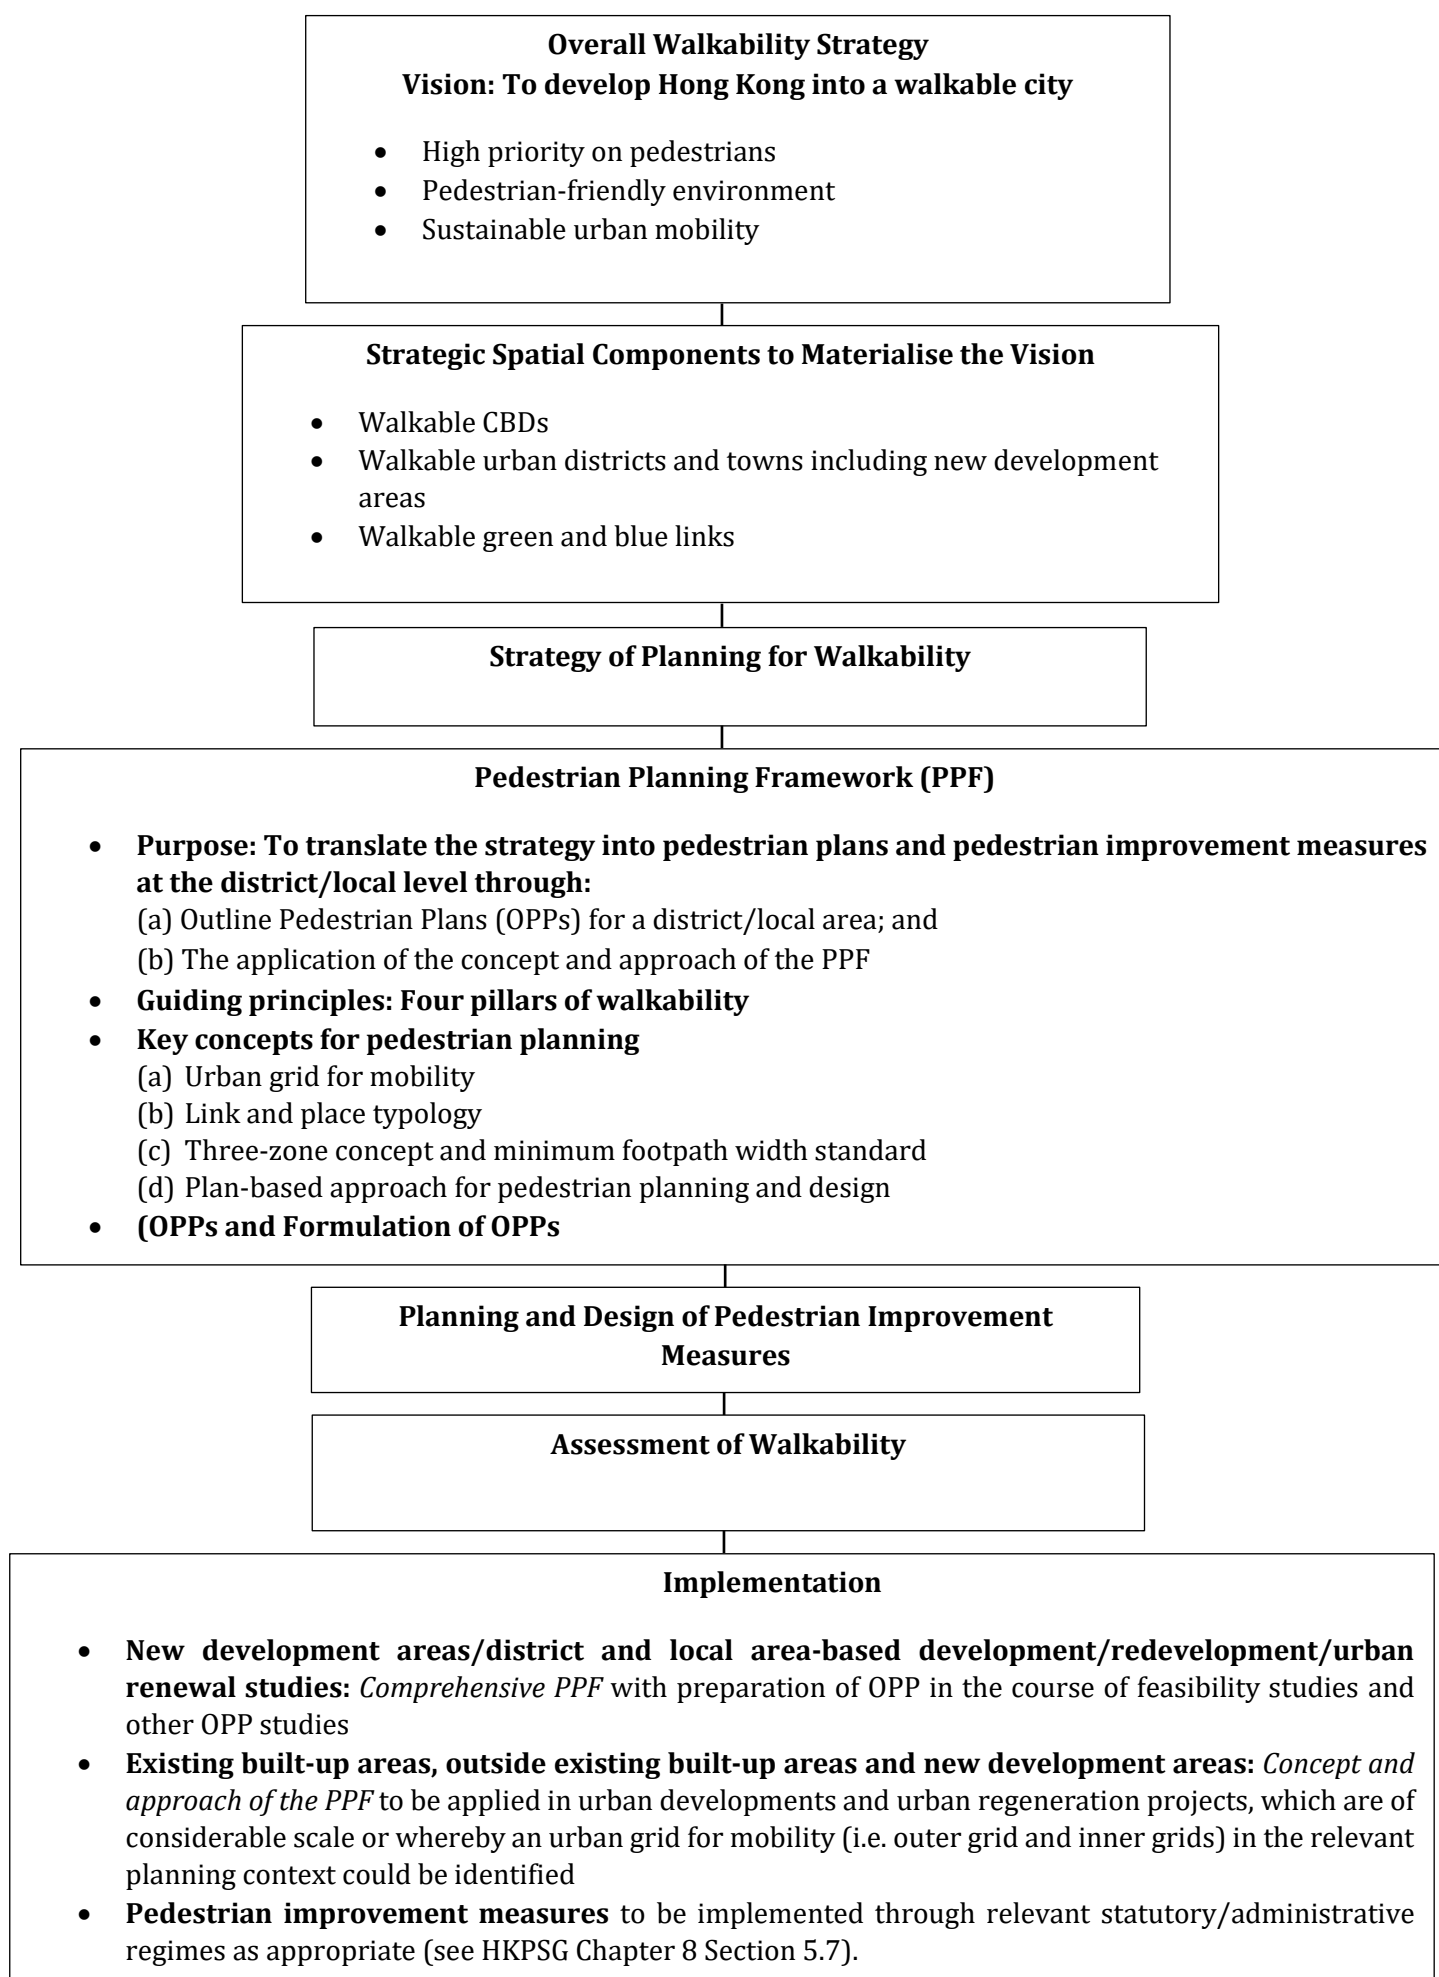 Overall Walkability Strategy
Vision: To develop Hong Kong into a walkable city
• High priority on pedestrians
• Pedestrian-friendly environment
• Sustainable urban mobility
Strategic Spatial Components to Materialise the Vision
• Walkable CBDs
• Walkable urban districts and towns including new development
areas
• Walkable green and blue links
Strategy of Planning for Walkability
Pedestrian Planning Framework (PPF)
• Purpose: To translate the strategy into pedestrian plans and pedestrian improvement measures
at the district/local level through:
(a) Outline Pedestrian Plans (OPPs) for a district/local area; and
(b) The application of the concept and approach of the PPF
• Guiding principles: Four pillars of walkability
• Key concepts for pedestrian planning
(a) Urban grid for mobility
(b) Link and place typology
(c) Three-zone concept and minimum footpath width standard
(d) Plan-based approach for pedestrian planning and design
• (OPPs and Formulation of OPPs
Planning and Design of Pedestrian Improvement
Measures
Assessment of Walkability
Implementation
• New development areas/district and local area-based development/redevelopment/urban
renewal studies: Comprehensive PPF with preparation of OPP in the course of feasibility studies and
other OPP studies
• Existing built-up areas, outside existing built-up areas and new development areas: Concept and
approach of the PPF to be applied in urban developments and urban regeneration projects, which are of
considerable scale or whereby an urban grid for mobility (i.e. outer grid and inner grids) in the relevant
planning context could be identified
• Pedestrian improvement measures to be implemented through relevant statutory/administrative
regimes as appropriate (see HKPSG Chapter 8 Section 5.7).